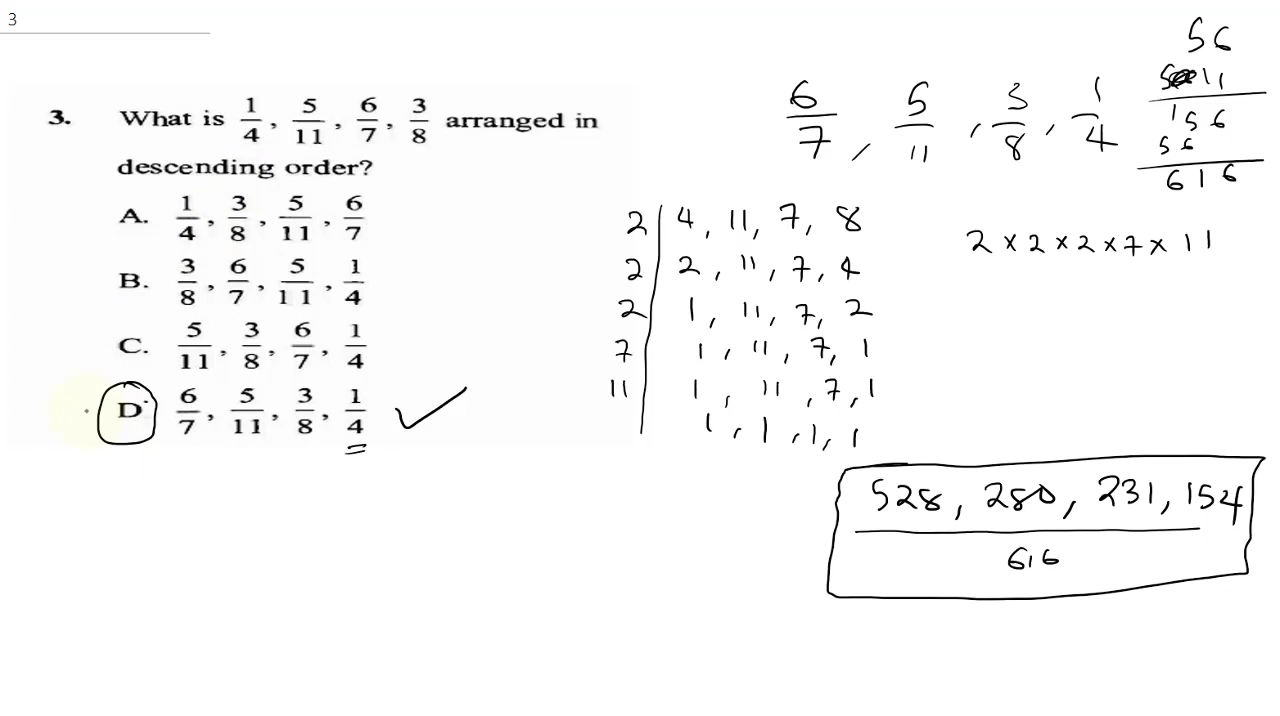 3
3. What is 1/4, 5/11, 6/7, 3/8 arranged in
descending order?
A. 1/4, 3/8, 5/11, 6/7
B. 3/8, 6/7, 5/11, 1/4
C. 5/11, 3/8, 6/7, 1/4
D. 6/7, 5/11, 3/8, 1/4
6/7, 5/11, 3/8, 1/4
56
11
156
56
616
2 | 4, 11, 7, 8
2 | 2, 11, 7, 4
2 | 1, 11, 7, 2
7 | 1, 11, 7, 1
11 | 1, 11, 7, 1
1, 1, 1, 1
2 × 2 × 2 × 7 × 11
528, 280, 231, 154
616